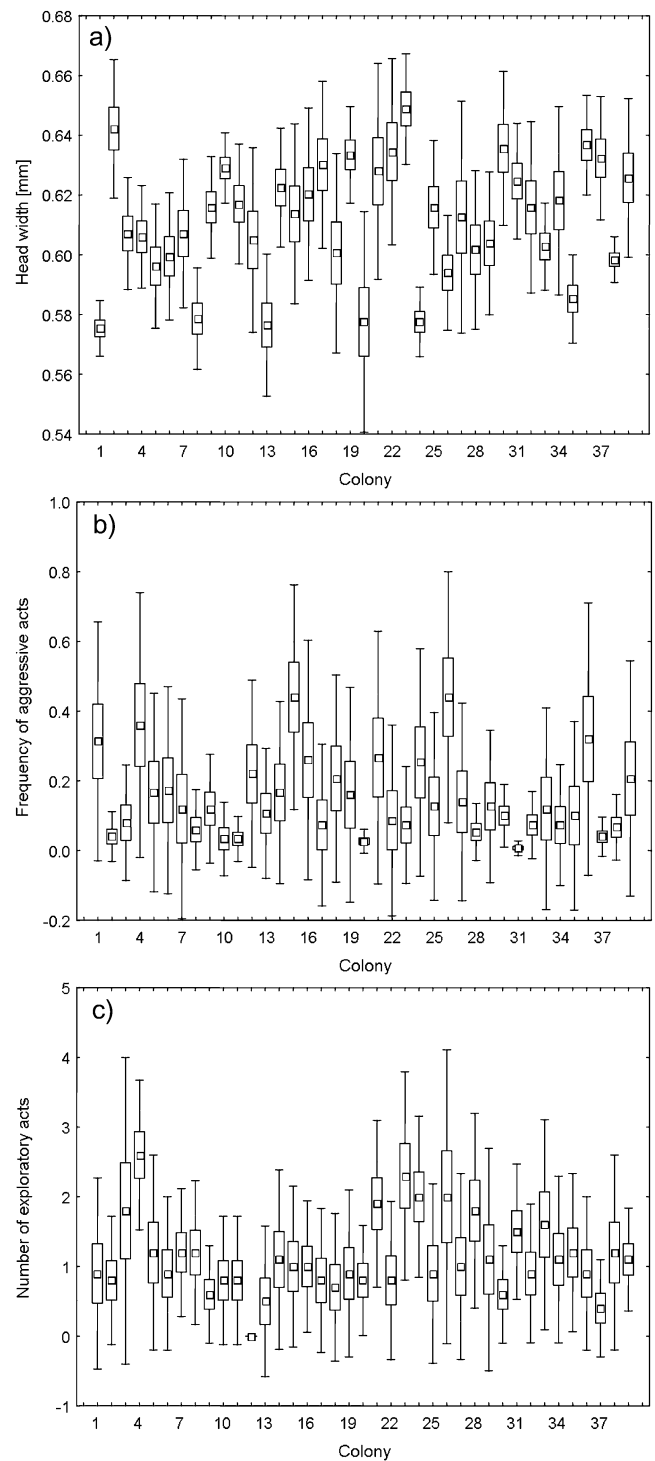 a)
Head width [mm]
0.68
0.66
0.64
0.62
0.60
0.58
0.56
0.54
1 4 7 10 13 16 19 22 25 28 31 34 37
Colony
b)
Frequency of aggressive acts
1.0
0.8
0.6
0.4
0.2
0.0
-0.2
1 4 7 10 13 16 19 22 25 28 31 34 37
Colony
c)
Number of exploratory acts
5
4
3
2
1
0
-1
1 4 7 10 13 16 19 22 25 28 31 34 37
Colony